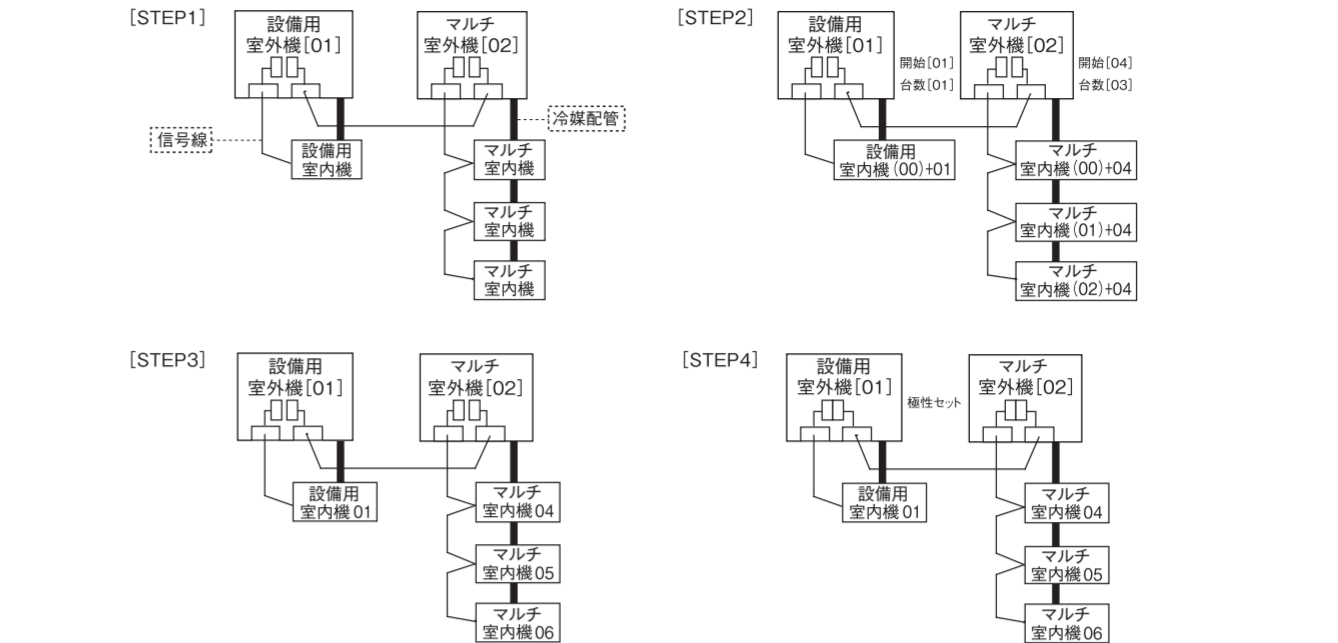 [STEP1]
設備用
室外機[01]
マルチ
室外機[02]
信号線
冷媒配管
設備用
室内機
マルチ
室内機
マルチ
室内機
マルチ
室内機
[STEP2]
設備用
室外機[01]
開始[01]
台数[01]
マルチ
室外機[02]
開始[04]
台数[03]
設備用
室内機(00)+01
マルチ
室内機(00)+04
マルチ
室内機(01)+04
マルチ
室内機(02)+04
[STEP3]
設備用
室外機[01]
マルチ
室外機[02]
設備用
室内機01
マルチ
室内機04
マルチ
室内機05
マルチ
室内機06
[STEP4]
設備用
室外機[01]
極性セット
マルチ
室外機[02]
設備用
室内機01
マルチ
室内機04
マルチ
室内機05
マルチ
室内機06